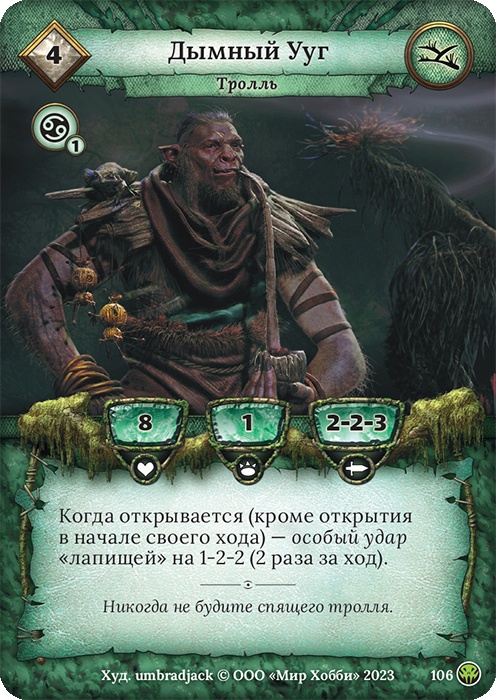 4
Дымный Ууг
Тролль
1
8
1
2-2-3
Когда открывается (кроме открытия
в начале своего хода) — особый удар
«лапищей» на 1-2-2 (2 раза за ход).
Никогда не будите спящего тролля.
Худ. umbradjack © ООО «Мир Хобби» 2023
106